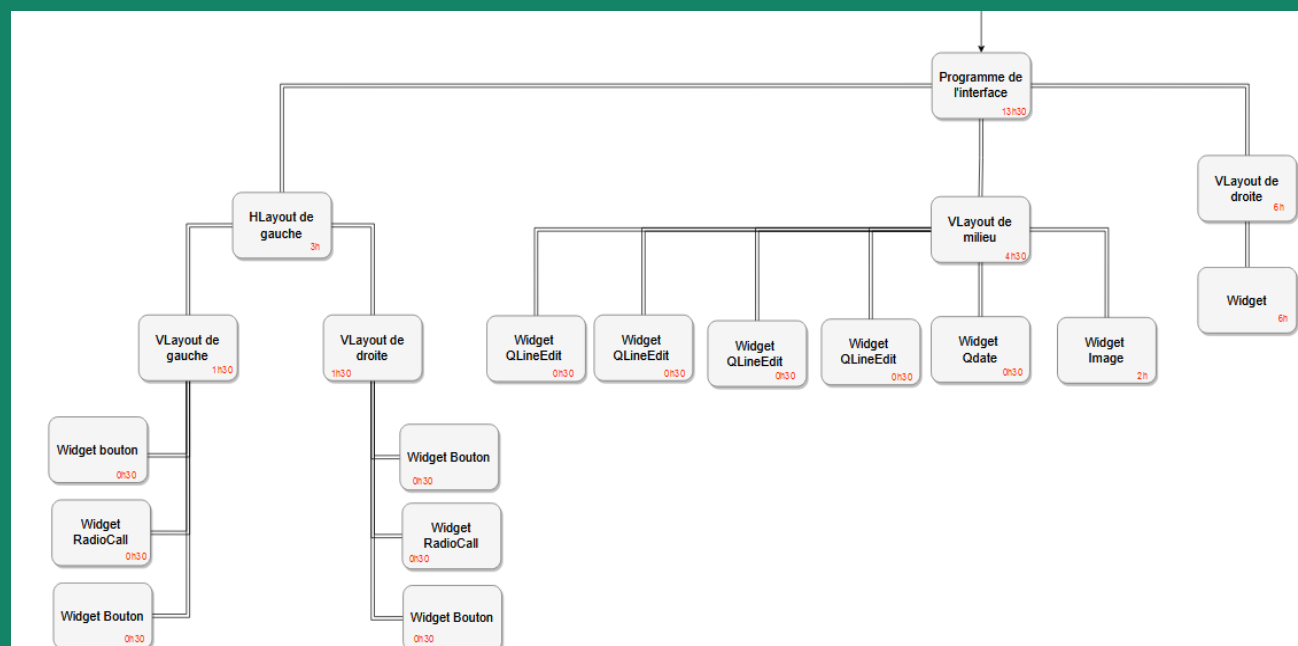 Programme de
l'interface
13h30
VLayout de
droite
6h
HLayout de
gauche
3h
VLayout de
milieu
4h30
Widget
6h
VLayout de
gauche
1h30
VLayout de
droite
1h30
Widget
QLineEdit
0h30
Widget
QLineEdit
0h30
Widget
QLineEdit
0h30
Widget
QLineEdit
0h30
Widget
Qdate
0h30
Widget
Image
2h
Widget bouton
0h30
Widget Bouton
0h30
Widget
RadioCall
0h30
Widget
RadioCall
0h30
Widget Bouton
0h30
Widget Bouton
0h30